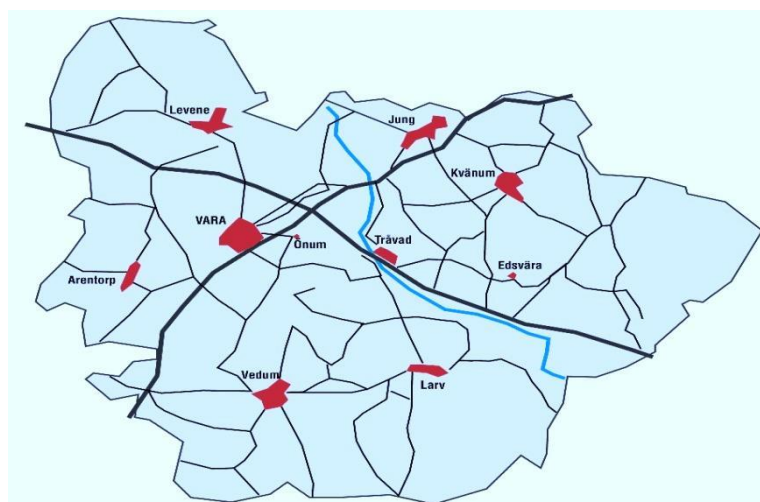 Levene
Jung
Kvänum
VARA
Önum
Tråvad
Edsvära
Arentorp
Vedum
Larv